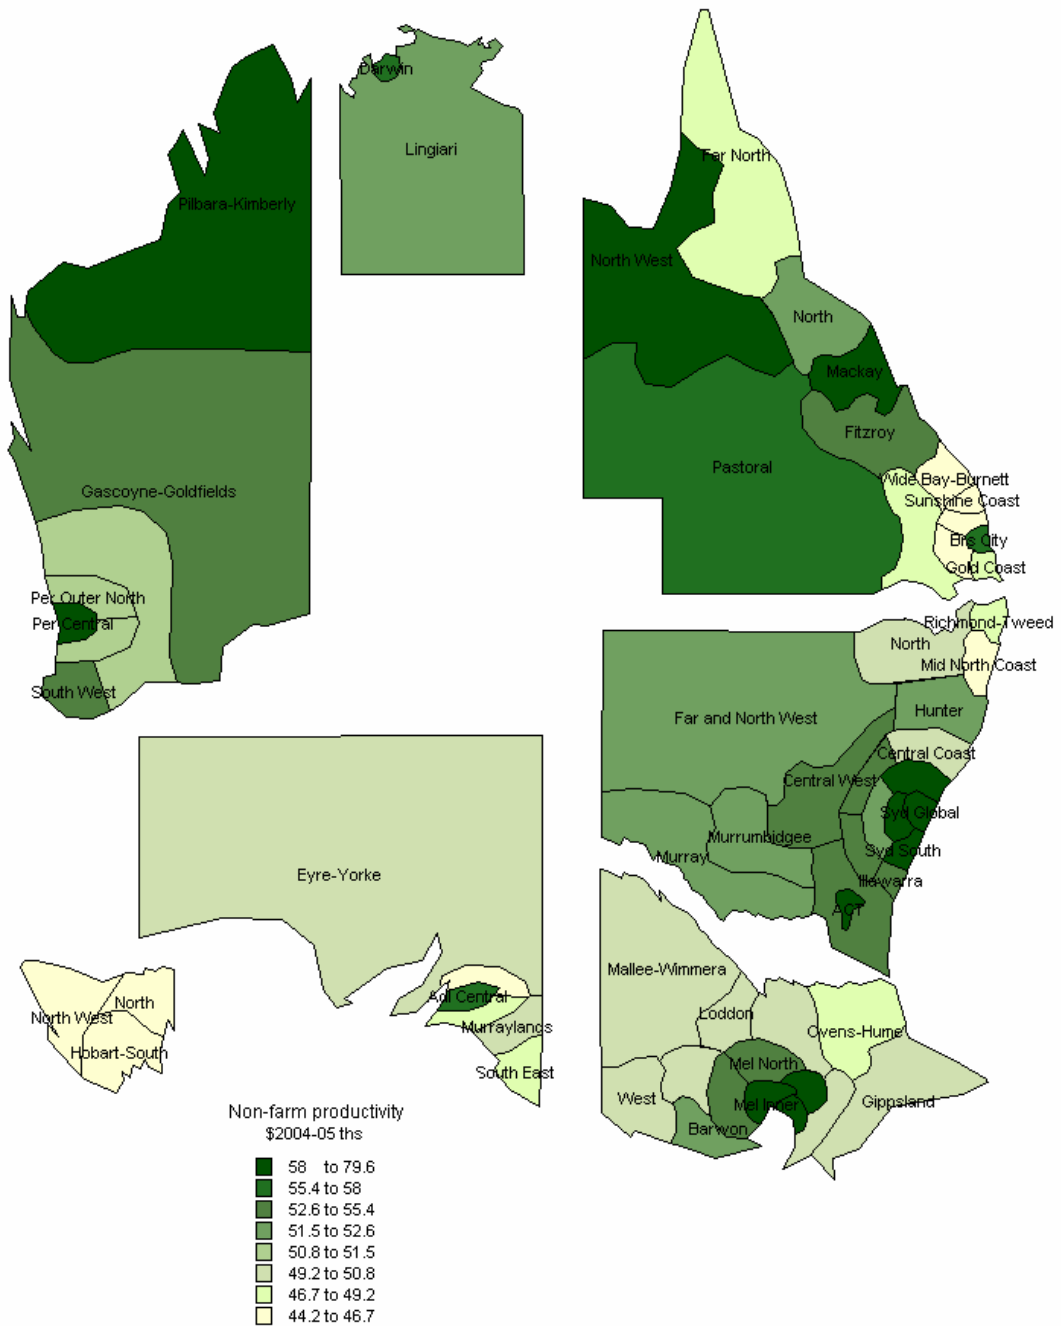 Darwin
Lingiari
Far North
Pilbara-Kimberly
North West
North
Mackay
Fitzroy
Pastoral
Wide Bay-Burnett
Gascoyne-Goldfields
Sunshine Coast
Bris City
Gold Coast
Per Outer North
Per Central
Richmond-Tweed
North
Mid North Coast
South West
Hunter
Far and North West
Central Coast
Central West
Syd Global
Murrumbidgee
Syd South
Murray
Illawarra
Eyre-Yorke
ACT
Mallee-Wimmera
Adl Central
North
Loddon
North West
Murraylands
Ovens-Hume
Hobart-South
Mel North
South East
West
Mel Inner
Gippsland
Barwon
Non-farm productivity
$2004-05 ths
58 to 79.6
55.4 to 58
52.6 to 55.4
51.5 to 52.6
50.8 to 51.5
49.2 to 50.8
46.7 to 49.2
44.2 to 46.7